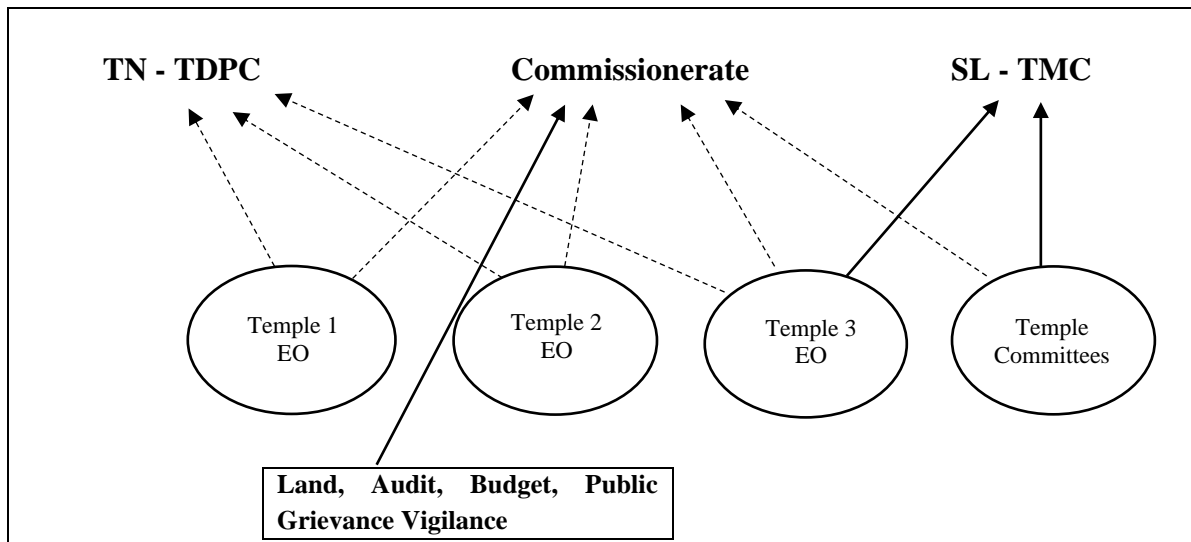 TN - TDPC
Commissionerate
SL - TMC
Temple 1
EO
Temple 2
EO
Temple 3
EO
Temple
Committees
Land, Audit, Budget, Public
Grievance Vigilance